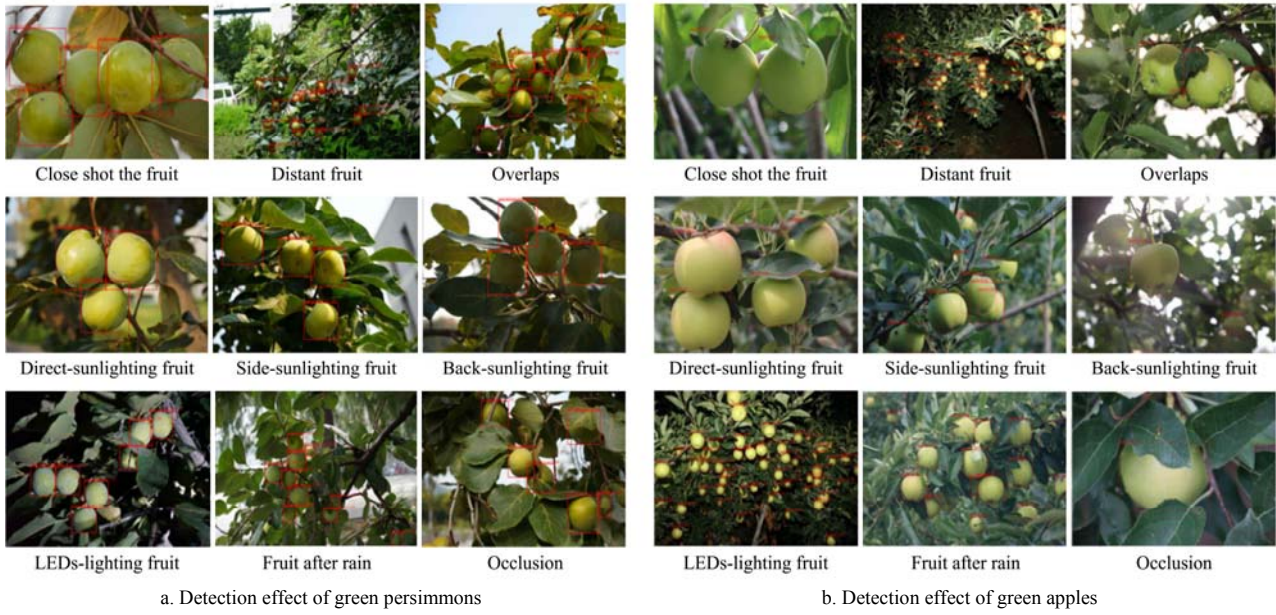 Close shot the fruit
Distant fruit
Overlaps
Close shot the fruit
Distant fruit
Overlaps
Direct-sunlighting fruit
Side-sunlighting fruit
Back-sunlighting fruit
Direct-sunlighting fruit
Side-sunlighting fruit
Back-sunlighting fruit
LEDs-lighting fruit
Fruit after rain
Occlusion
LEDs-lighting fruit
Fruit after rain
Occlusion
a. Detection effect of green persimmons
b. Detection effect of green apples